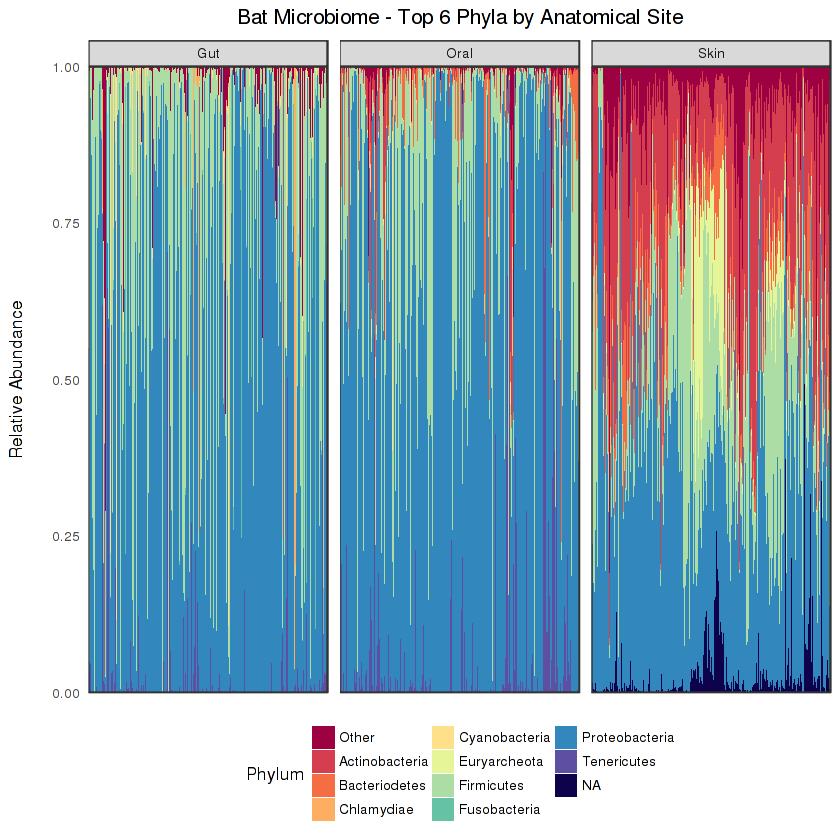 Bat Microbiome - Top 6 Phyla by Anatomical Site
Gut Oral Skin
1.00
0.75
0.50
0.25
0.00
Relative Abundance
Phylum
Other Cyanobacteria Proteobacteria
Actinobacteria Euryarcheota Tenericutes
Bacteriodetes Firmicutes NA
Chlamydiae Fusobacteria